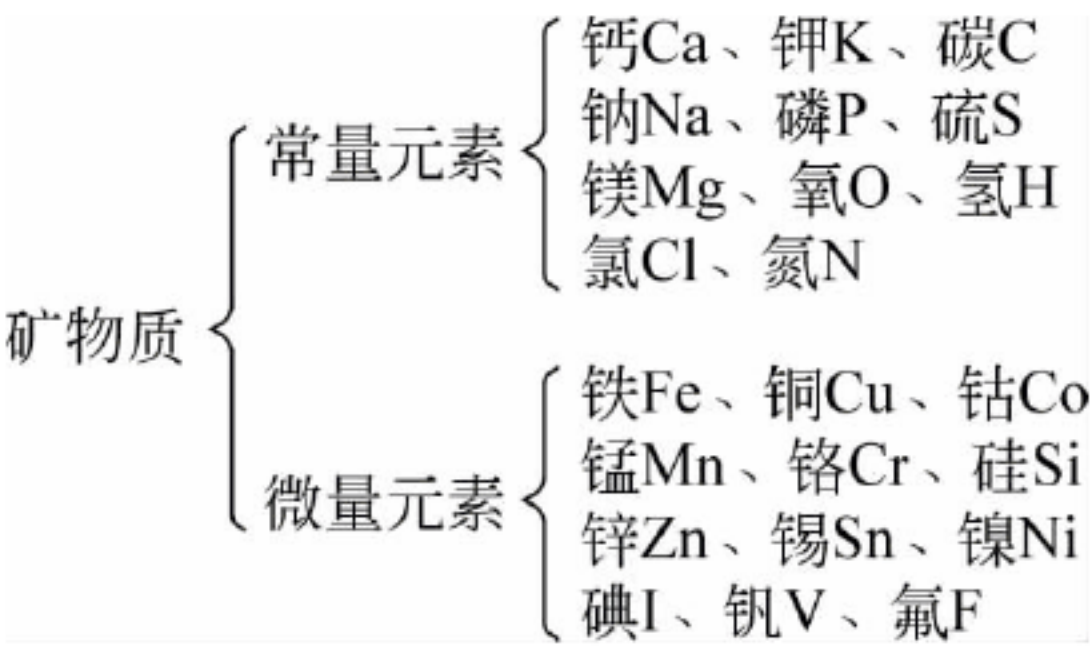 矿物质
常量元素
钙Ca、钾K、碳C
钠Na、磷P、硫S
镁Mg、氧O、氢H
氯Cl、氮N
微量元素
铁Fe、铜Cu、钴Co
锰Mn、铬Cr、硅Si
锌Zn、锡Sn、镍Ni
碘I、钒V、氟F